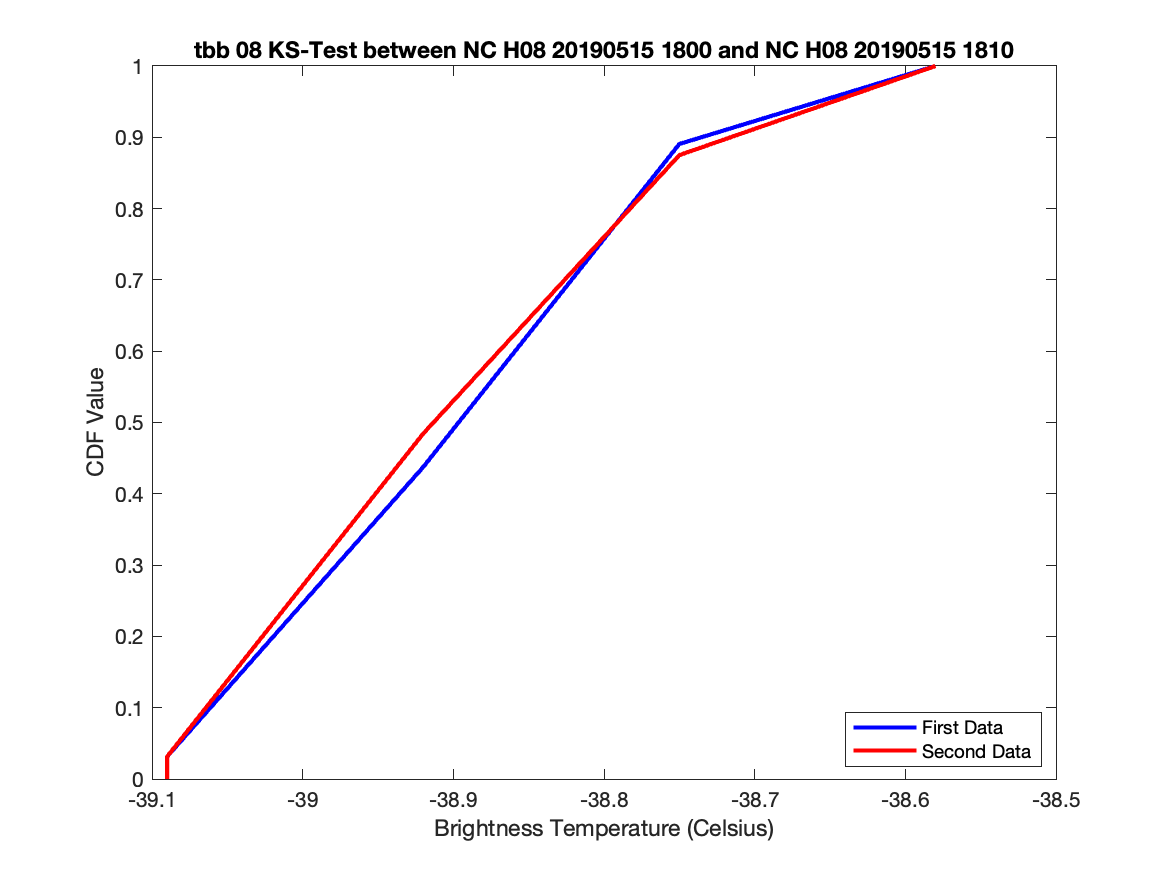 tbb 08 KS-Test between NC H08 20190515 1800 and NC H08 20190515 1810
1
0.9
0.8
0.7
0.6
0.5
0.4
0.3
0.2
0.1
0
CDF Value
First Data
Second Data
-39.1 -39 -38.9 -38.8 -38.7 -38.6 -38.5
Brightness Temperature (Celsius)